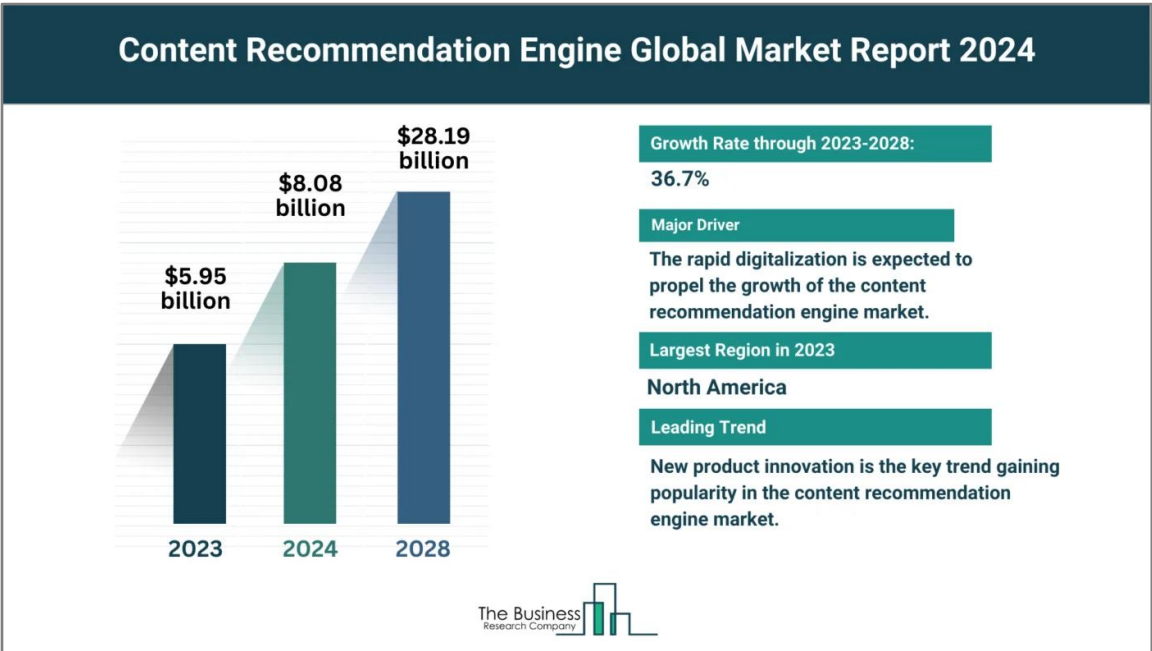 Content Recommendation Engine Global Market Report 2024
$5.95
billion
$8.08
billion
$28.19
billion
2023
2024
2028
Growth Rate through 2023-2028:
36.7%
Major Driver
The rapid digitalization is expected to
propel the growth of the content
recommendation engine market.
Largest Region in 2023
North America
Leading Trend
New product innovation is the key trend gaining
popularity in the content recommendation
engine market.
The Business
Research Company